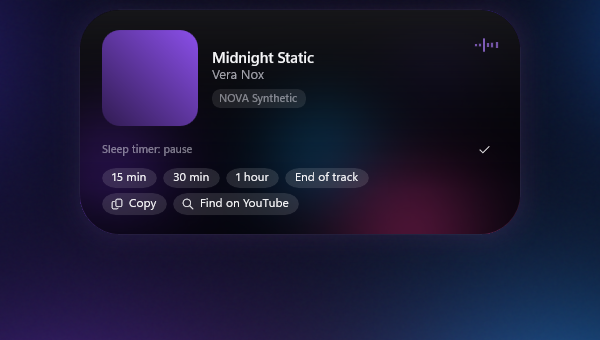 Midnight Static
Vera Nox
NOVA Synthetic
Sleep timer: pause
15 min 30 min 1 hour End of track
Copy Find on YouTube